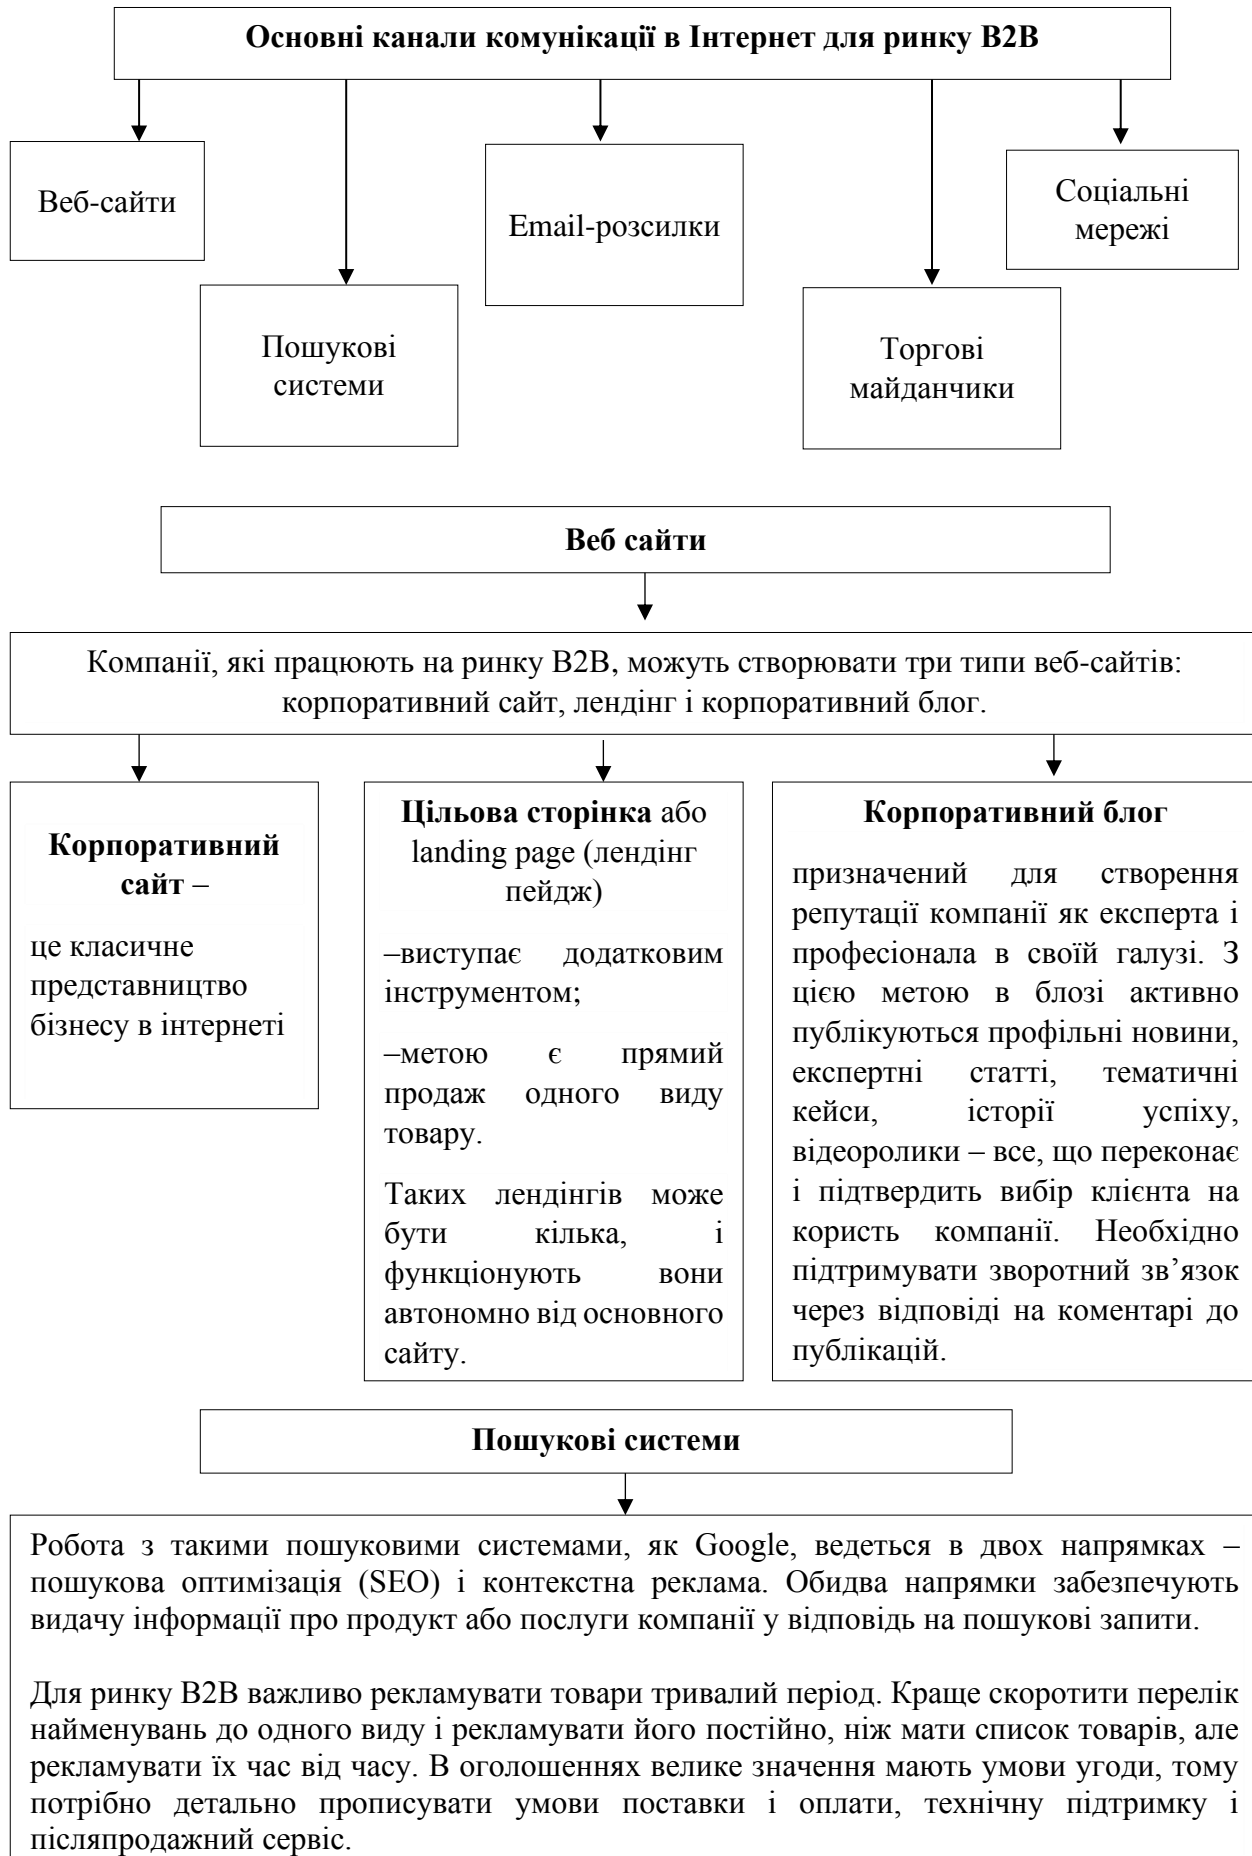 Основні канали комунікації в Інтернет для ринку B2B
Веб-сайти
Пошукові
системи
Email-розсилки
Торгові
майданчики
Соціальні
мережі
Веб сайти
Компанії, які працюють на ринку B2B, можуть створювати три типи веб-сайтів:
корпоративний сайт, лендінг і корпоративний блог.
Корпоративний
сайт –
це класичне
представництво
бізнесу в інтернеті
Цільова сторінка або
landing page (лендінг
пейдж)
–виступає додатковим
інструментом;
–метою є прямий
продаж одного виду
товару.
Таких лендінгів може
бути кілька, і
функціонують вони
автономно від основного
сайту.
Корпоративний блог
призначений для створення
репутації компанії як експерта і
професіонала в своїй галузі. З
цією метою в блозі активно
публікуються профільні новини,
експертні статті, тематичні
кейси, історії успіху,
відеоролики – все, що переконає
і підтвердить вибір клієнта на
користь компанії. Необхідно
підтримувати зворотний зв’язок
через відповіді на коментарі до
публікацій.
Пошукові системи
Робота з такими пошуковими системами, як Google, ведеться в двох напрямках –
пошукова оптимізація (SEO) і контекстна реклама. Обидва напрямки забезпечують
видачу інформації про продукт або послуги компанії у відповідь на пошукові запити.
Для ринку B2B важливо рекламувати товари тривалий період. Краще скоротити перелік
найменувань до одного виду і рекламувати його постійно, ніж мати список товарів, але
рекламувати їх час від часу. В оголошеннях велике значення мають умови угоди, тому
потрібно детально прописувати умови поставки і оплати, технічну підтримку і
післяпродажний сервіс.